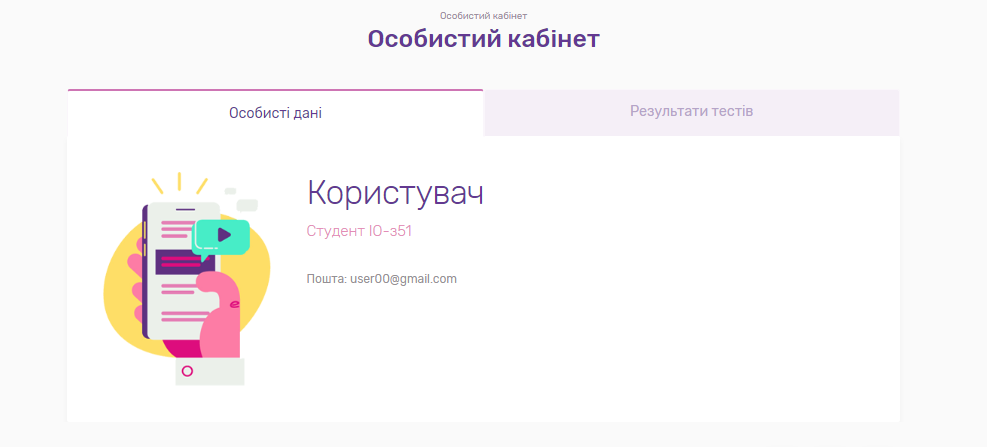 Особистий кабінет
Особистий кабінет
Особисті дані
Результати тестів
Користувач
Студент ІО-з51
Пошта: user00@gmail.com